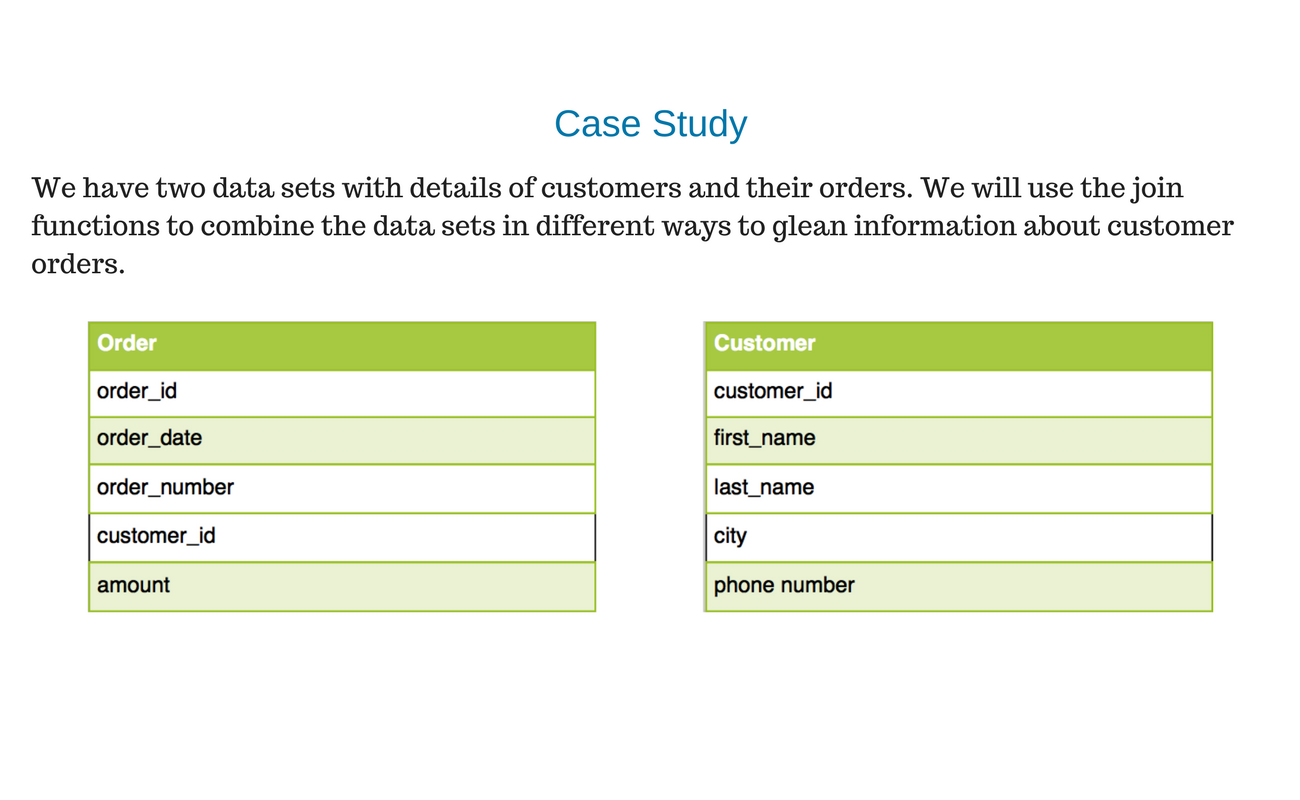 Case Study
We have two data sets with details of customers and their orders. We will use the join
functions to combine the data sets in different ways to glean information about customer
orders.
Order
order_id
order_date
order_number
customer_id
amount
Customer
customer_id
first_name
last_name
city
phone number